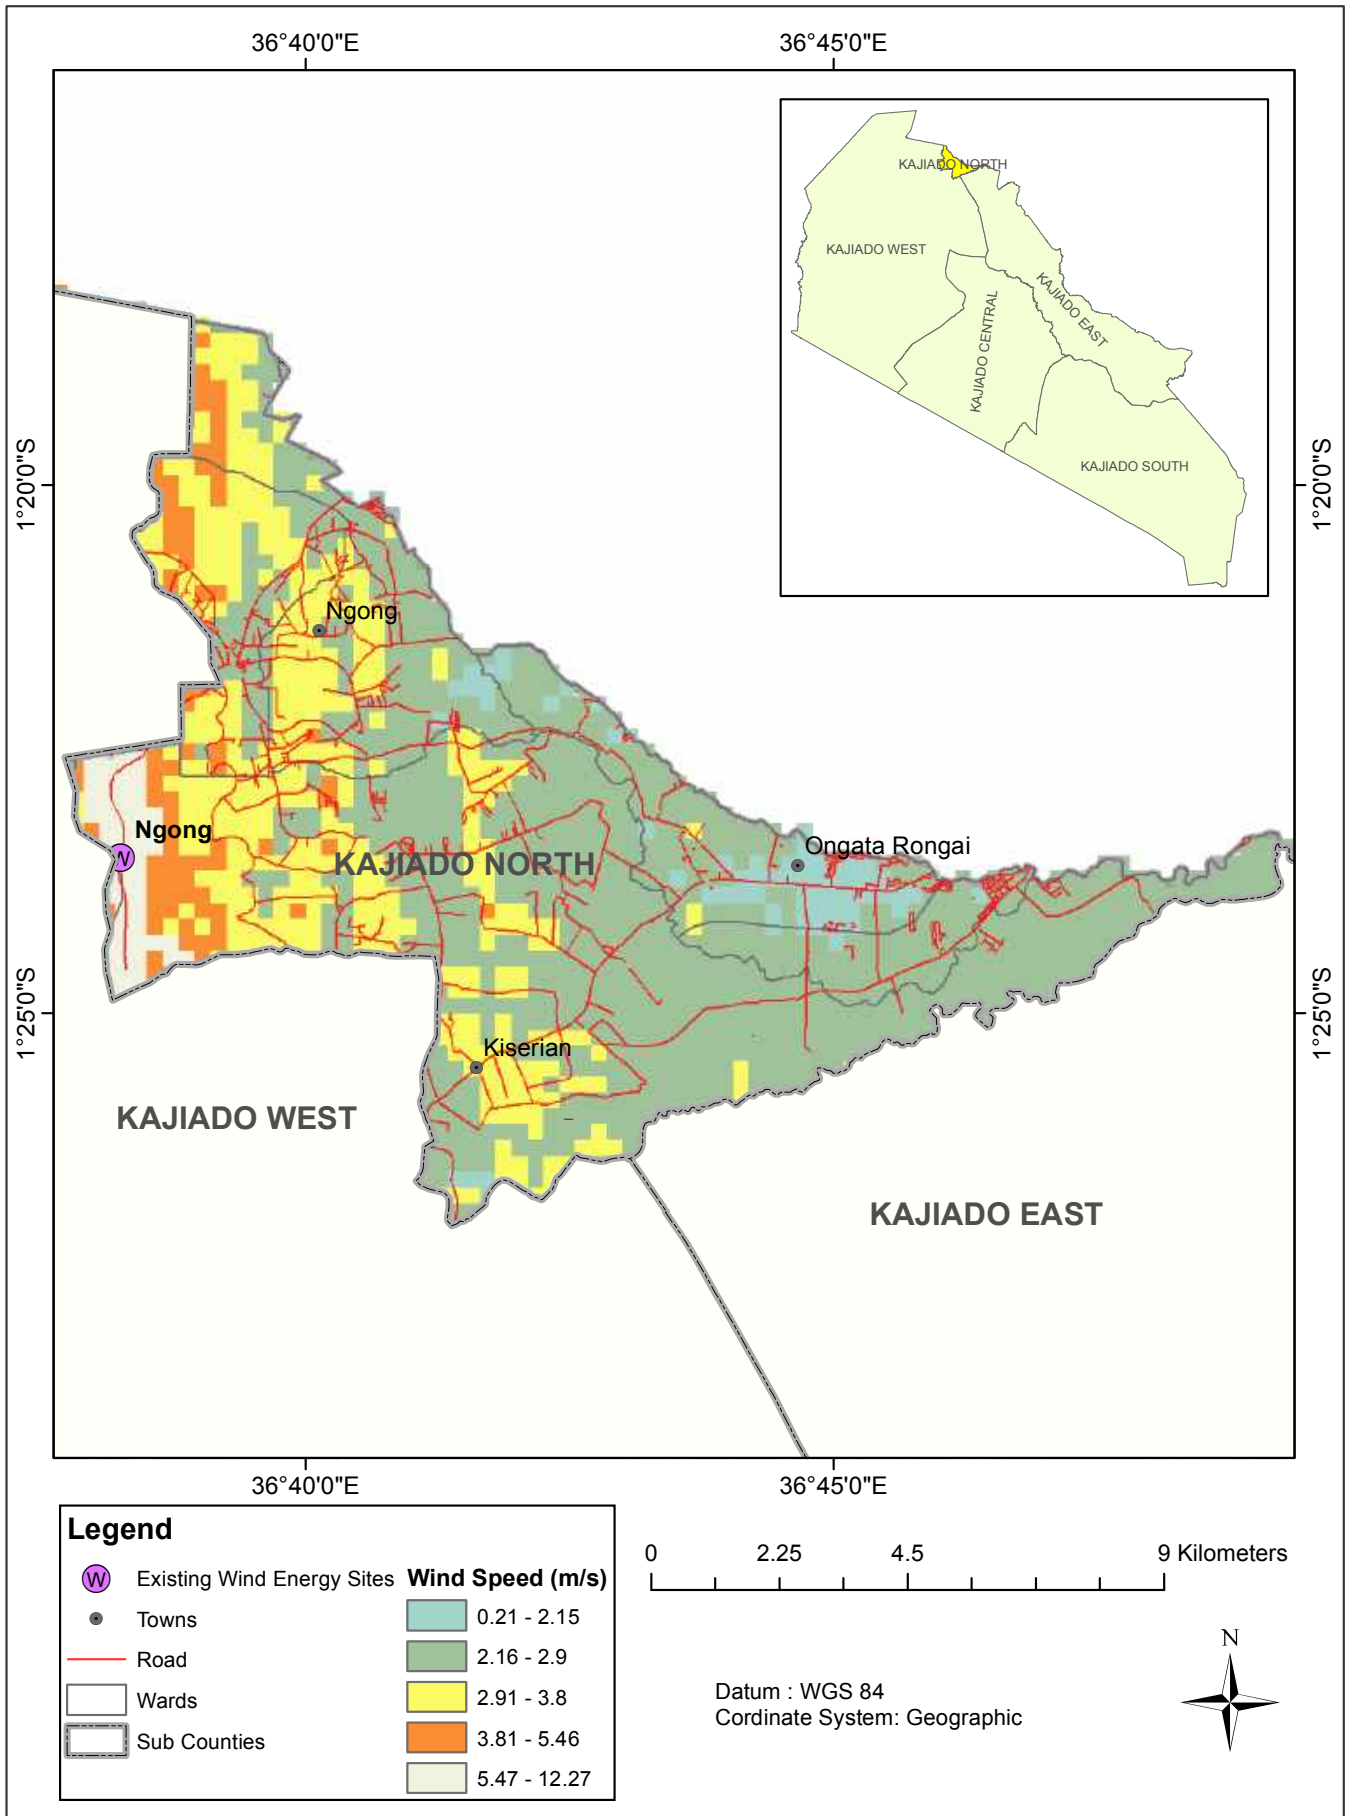 36°40'0"E
36°45'0"E
KAJIADO NORTH
KAJIADO WEST
KAJIADO EAST
KAJIADO CENTRAL
KAJIADO SOUTH
1°20'0"S
1°20'0"S
Ngong
Ngong
W
KAJIADO NORTH
Ongata Rongai
1°25'0"S
1°25'0"S
Kiserian
KAJIADO WEST
KAJIADO EAST
36°40'0"E
36°45'0"E
Legend
W Existing Wind Energy Sites
Towns
Road
Wards
Sub Counties
Wind Speed (m/s)
0.21 - 2.15
2.16 - 2.9
2.91 - 3.8
3.81 - 5.46
5.47 - 12.27
0 2.25 4.5 9 Kilometers
Datum : WGS 84
Cordinate System: Geographic
N